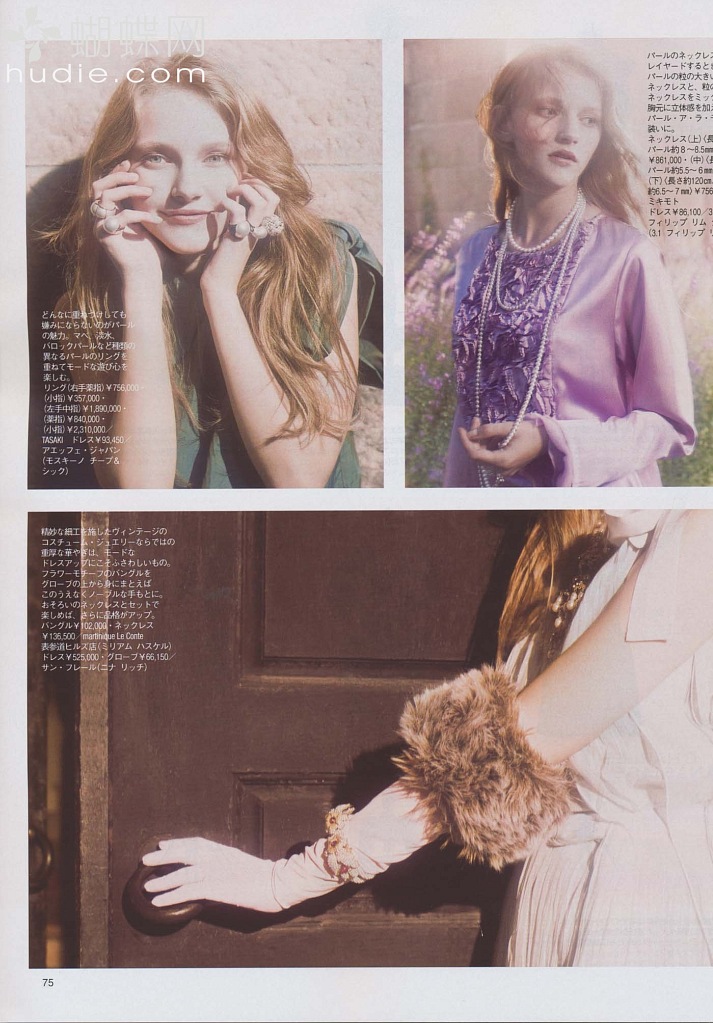 蝴蝶网
hudie.com
どんなに重ねづけしても
嫌みにならないのがパール
の魅力。マベ、淡水、
バロックパールなど種類の
異なるパールのリングを
重ねてモードな遊び心を
楽しむ。
リング(右手薬指)¥756,000・
(小指)¥357,000・
(左手中指)¥1,890,000・
(薬指)¥840,000・
(小指)¥2,310,000／
TASAKI ドレス¥93,450／
アエッフェ・ジャパン
(モスキーノ チープ&
シック)
パールのネックレス
レイヤードすると
パールの粒の大きい
ネックレスと、粒の
ネックレスをミック
胸元に立体感を加え
パール・ア・ラ・
装いに。
ネックレス(上)(長
パール約8〜8.5mm
¥861,000・(中)(長
パール約5.5〜6mm
(下)(長さ約120cm
約6.5〜7mm)¥756
ミキモト
ドレス¥86,100／3.
フィリップ リム
(3.1 フィリップ リ
精妙な細工を施したヴィンテージの
コスチューム・ジュエリーならではの
重厚な華やぎは、モードな
ドレスアップにこそふさわしいもの。
フラワーモチーフのバングルを
グローブの上から身にまとえば
このうえなくノーブルな手もとに。
おそろいのネックレスとセットで
楽しめば、さらに品格がアップ。
バングル¥102,000・ネックレス
¥136,500／martinique Le Conte
表参道ヒルズ店(ミリアム ハスケル)
ドレス¥525,000・グローブ¥66,150／
サン・フレール(ニナ リッチ)
75